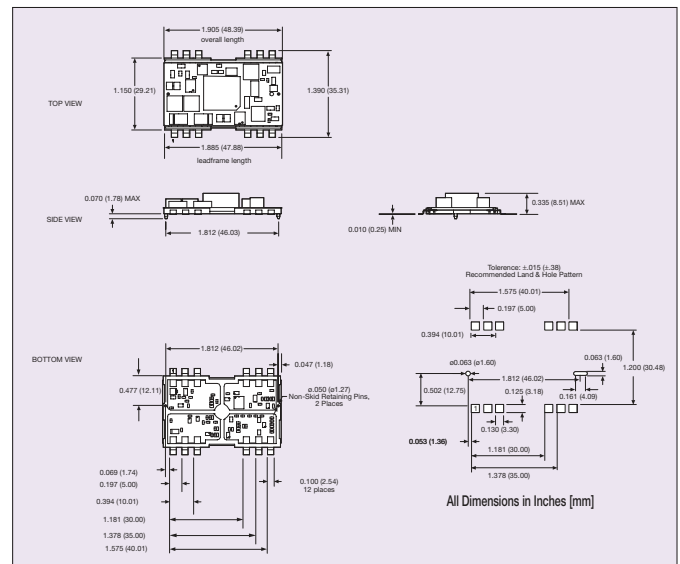 1.905 (48.39)
overall length
1.150 (29.21)
1.390 (35.31)
TOP VIEW
1.885 (47.88)
leadframe length
0.070 (1.78) MAX
0.335 (8.51) MAX
SIDE VIEW
0.010 (0.25) MIN
1.812 (46.03)
Tolerence: ±.015 (±.38)
Recommended Land & Hole Pattern
1.575 (40.01)
0.197 (5.00)
0.394 (10.01)
1.812 (46.02)
0.047 (1.18)
BOTTOM VIEW
ø0.063 (ø1.60)
0.063 (1.60)
1.200 (30.48)
0.477 (12.11)
ø.050 (ø1.27)
Non-Skid Retaining Pins,
2 Places
1.812 (46.02)
0.502 (12.75)
0.125 (3.18)
0.161 (4.09)
1
0.130 (3.30)
0.053 (1.36)
0.069 (1.74)
0.197 (5.00)
0.100 (2.54)
12 places
1.181 (30.00)
0.394 (10.01)
1.378 (35.00)
1.181 (30.00)
All Dimensions in Inches [mm]
1.378 (35.00)
1.575 (40.01)